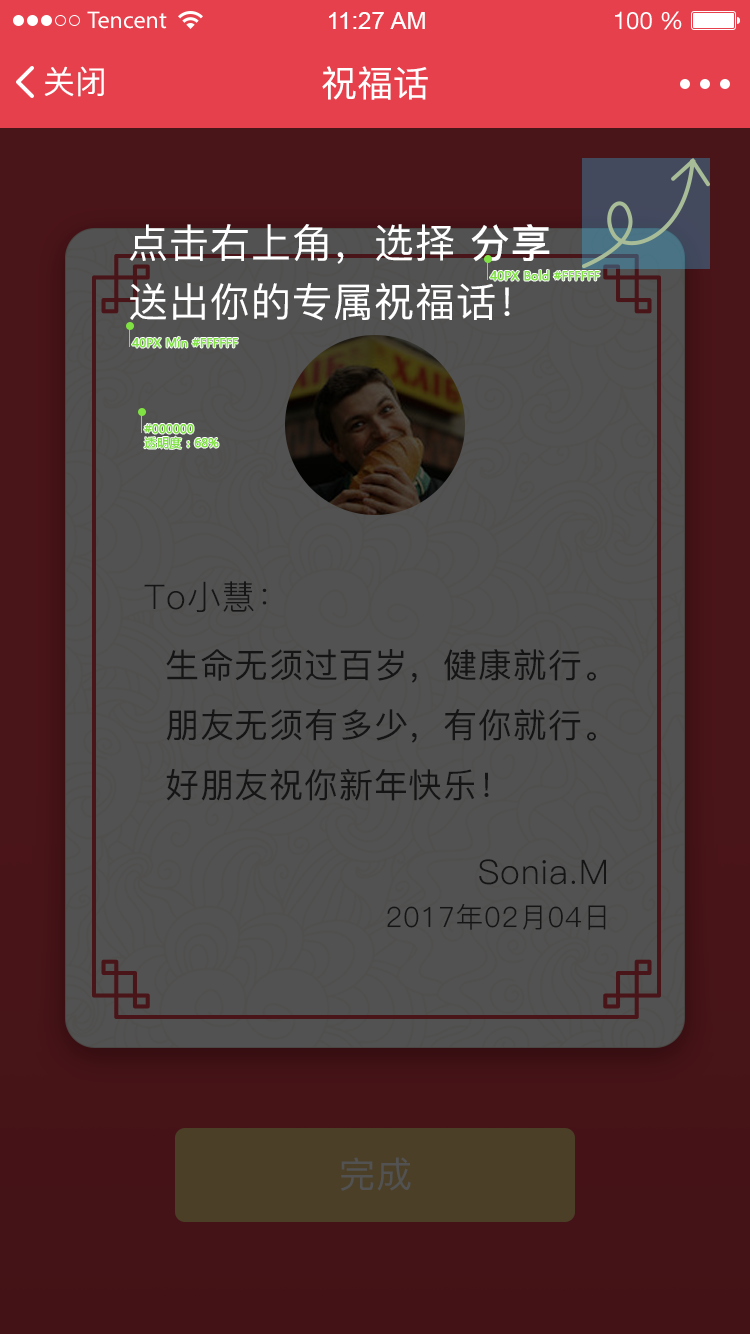 Tencent 11:27 AM 100 %
关闭 祝福话
点击右上角，选择 分享
40PX Bold #FFFFFF
送出你的专属祝福话！
40PX Min #FFFFFF
XAIB
#000000
透明度：68%
To小慧：
生命无须过百岁，健康就行。
朋友无须有多少，有你就行。
好朋友祝你新年快乐！
Sonia.M
2017年02月04日
完成